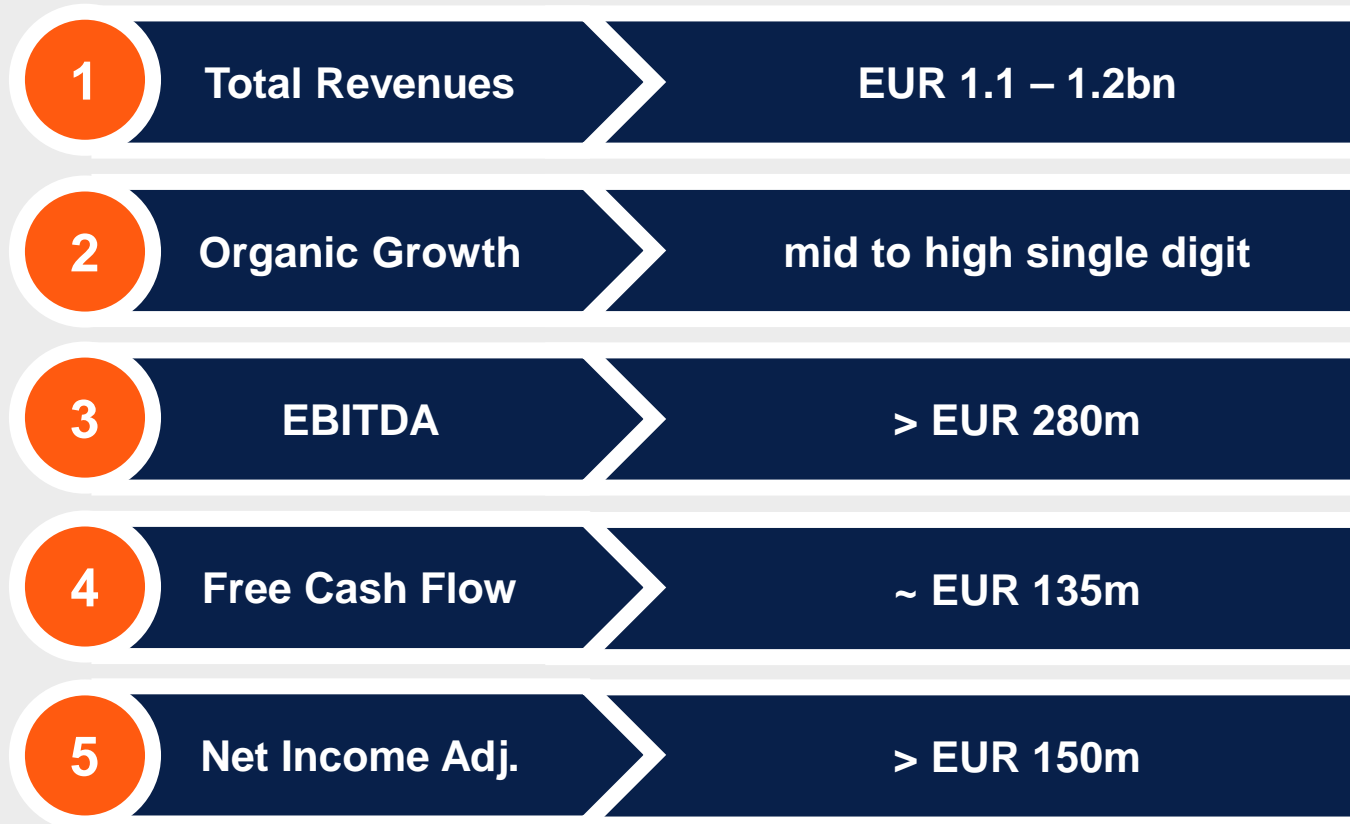 1 Total Revenues EUR 1.1 – 1.2bn
2 Organic Growth mid to high single digit
3 EBITDA > EUR 280m
4 Free Cash Flow ~ EUR 135m
5 Net Income Adj. > EUR 150m